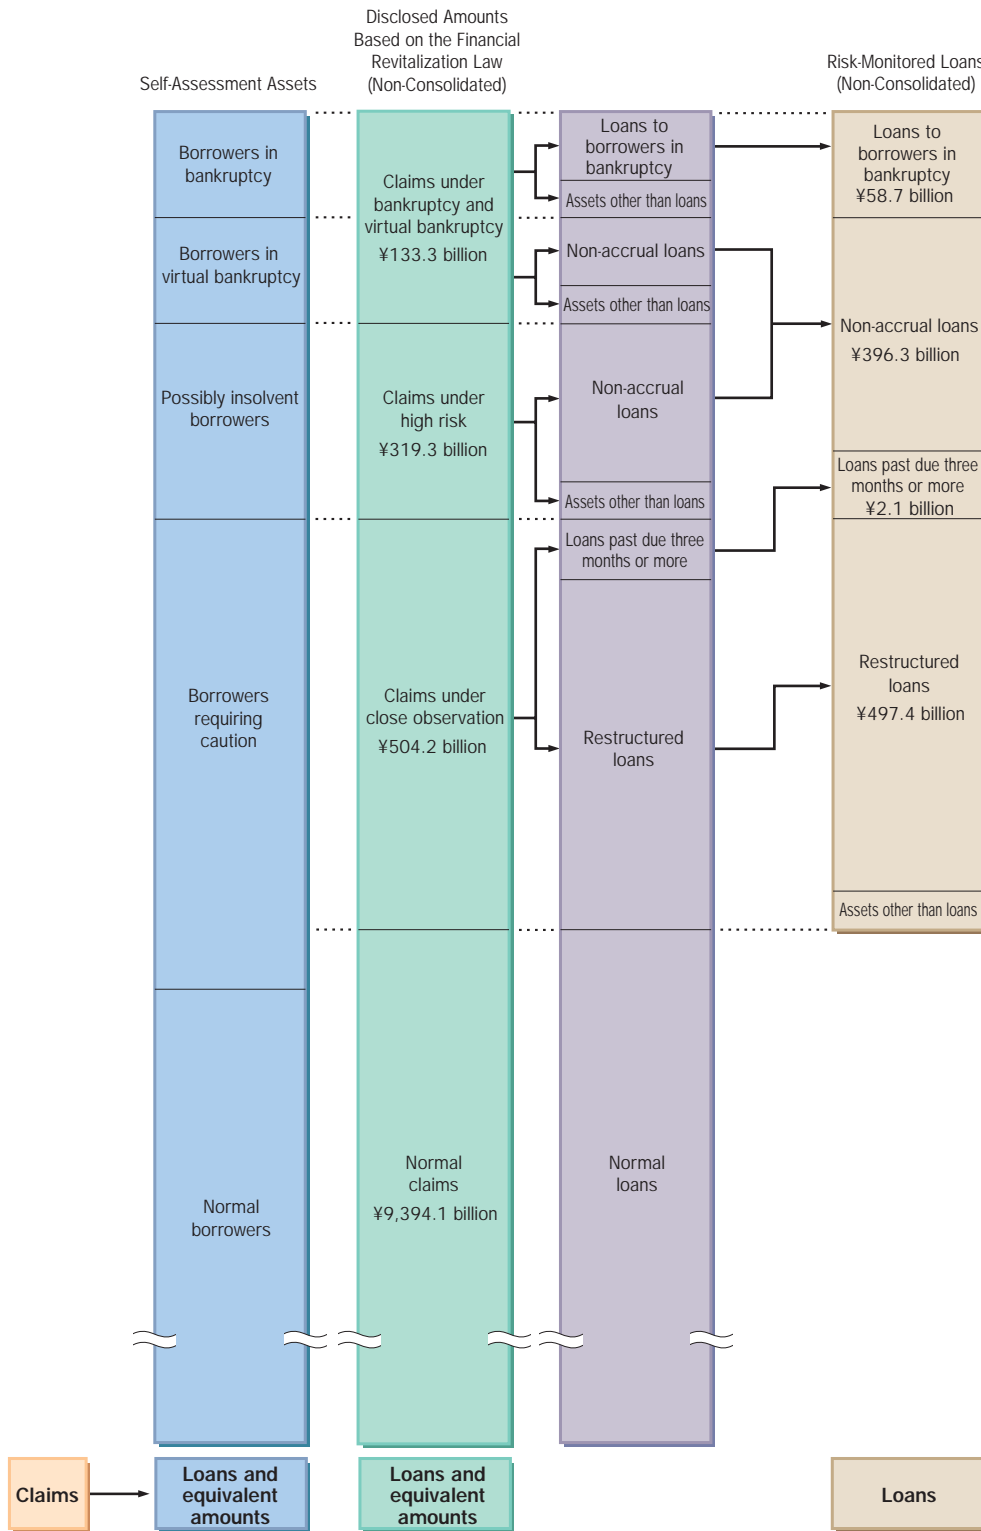 Disclosed Amounts
Based on the Financial
Revitalization Law
(Non-Consolidated)
Self-Assessment Assets
Risk-Monitored Loans
(Non-Consolidated)
Borrowers in
bankruptcy
Borrowers in
virtual bankruptcy
Possibly insolvent
borrowers
Borrowers
requiring
caution
Normal
borrowers
Claims under
bankruptcy and
virtual bankruptcy
¥133.3 billion
Claims under
high risk
¥319.3 billion
Claims under
close observation
¥504.2 billion
Normal
claims
¥9,394.1 billion
Loans to
borrowers in
bankruptcy
Assets other than loans
Non-accrual loans
Assets other than loans
Non-accrual
loans
Assets other than loans
Loans past due three
months or more
Restructured
loans
Normal
loans
Loans to
borrowers in
bankruptcy
¥58.7 billion
Non-accrual loans
¥396.3 billion
Loans past due three
months or more
¥2.1 billion
Restructured
loans
¥497.4 billion
Assets other than loans
Claims
Loans and
equivalent
amounts
Loans and
equivalent
amounts
Loans